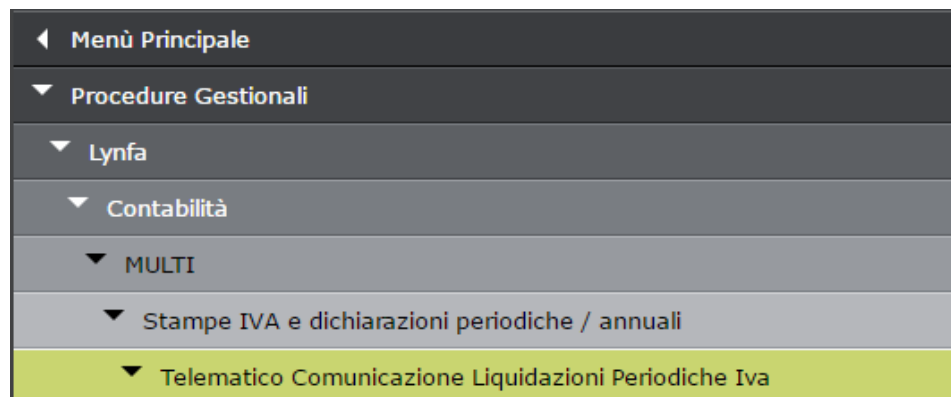 Menù Principale
Procedure Gestionali
Lynfa
Contabilità
MULTI
Stampe IVA e dichiarazioni periodiche / annuali
Telematico Comunicazione Liquidazioni Periodiche Iva